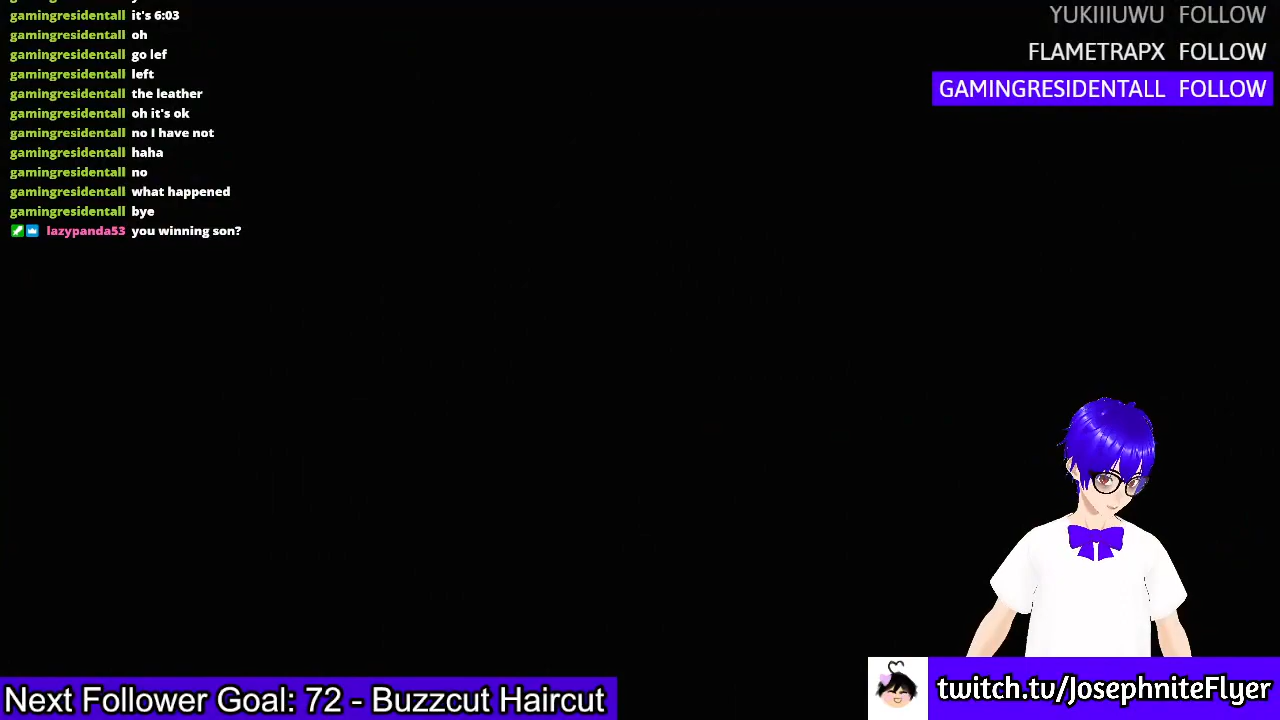 gamingresidentall it's 6:03
gamingresidentall oh
gamingresidentall go lef
gamingresidentall left
gamingresidentall the leather
gamingresidentall oh it's ok
gamingresidentall no I have not
gamingresidentall haha
gamingresidentall no
gamingresidentall what happened
gamingresidentall bye
lazypanda53 you winning son?
YUKIIIUWU FOLLOW
FLAMETRAPX FOLLOW
GAMINGRESIDENTALL FOLLOW
Next Follower Goal: 72 - Buzzcut Haircut
twitch.tv/JosephniteFlyer